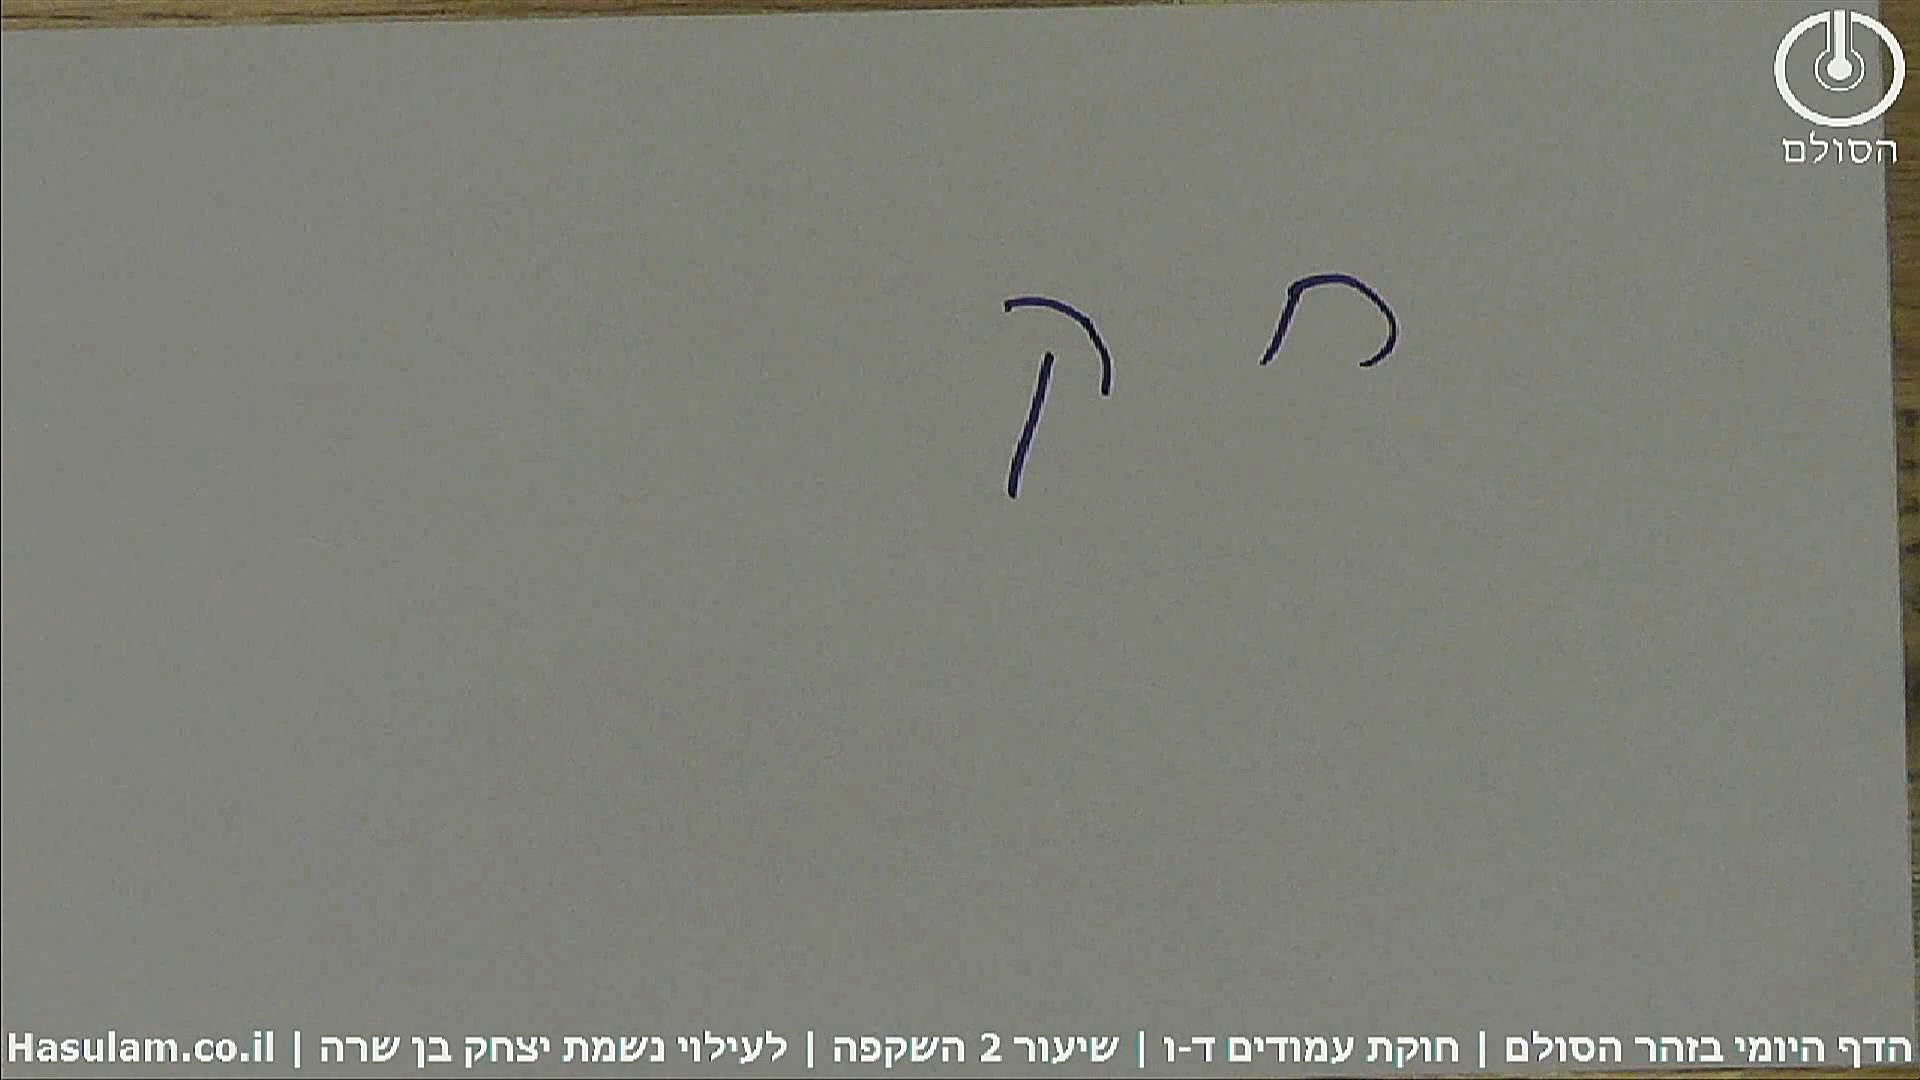 הסולם
ח ק
הדף היומי בזהר הסולם | חוקת עמודים ד-ו | שיעור 2 השקפה | לעילוי נשמת יצחק בן שרה | Hasulam.co.il